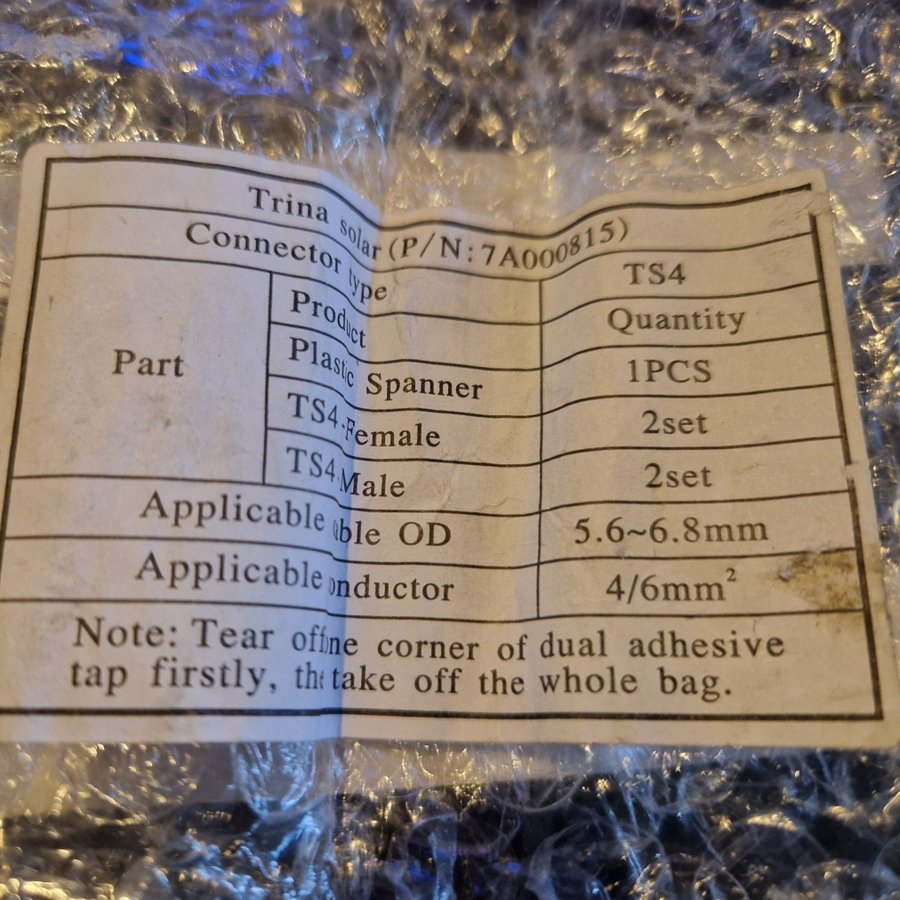 Trina solar (P/N:7A000815)
Connector type TS4
Part
Product Quantity
Plastic Spanner 1PCS
TS4-Female 2set
TS4-Male 2set
Applicable OD 5.6~6.8mm
Applicable 4/6mm²
Note: Tear off corner of dual adhesive
tap firstly, take off the whole bag.